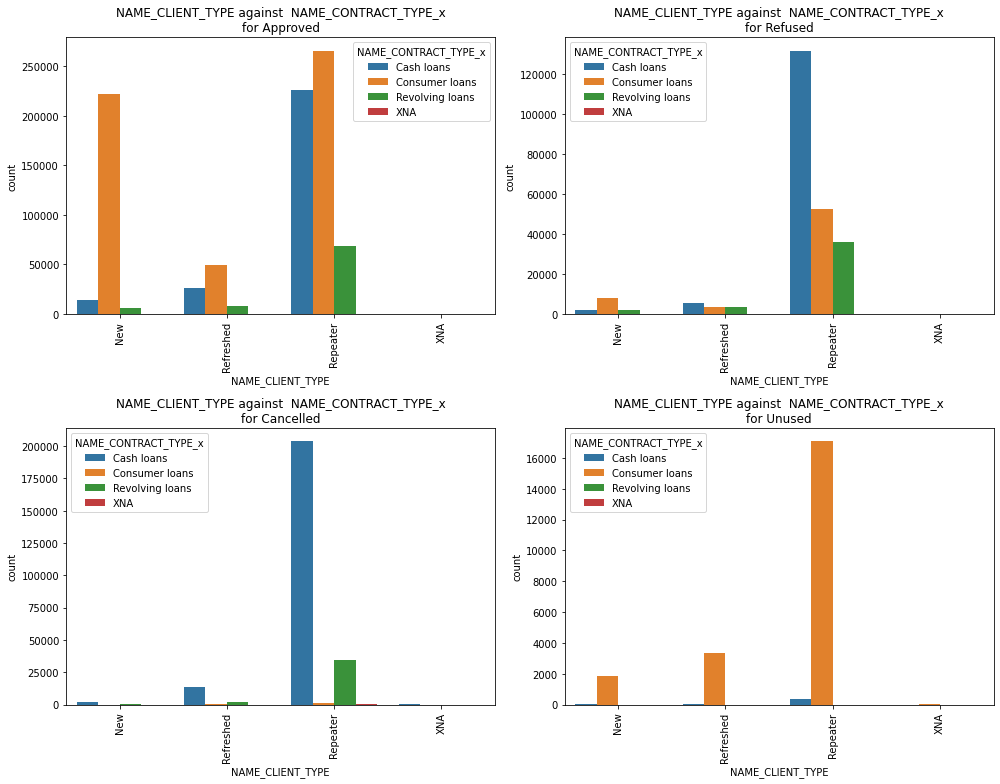 NAME_CLIENT_TYPE against  NAME_CONTRACT_TYPE_x
for Approved
NAME_CONTRACT_TYPE_x
Cash loans
Consumer loans
Revolving loans
XNA
250000
200000
150000
100000
50000
0
count
New
Refreshed
Repeater
XNA
NAME_CLIENT_TYPE
NAME_CLIENT_TYPE against  NAME_CONTRACT_TYPE_x
for Refused
NAME_CONTRACT_TYPE_x
Cash loans
Consumer loans
Revolving loans
XNA
120000
100000
80000
60000
40000
20000
0
count
New
Refreshed
Repeater
XNA
NAME_CLIENT_TYPE
NAME_CLIENT_TYPE against  NAME_CONTRACT_TYPE_x
for Cancelled
NAME_CONTRACT_TYPE_x
Cash loans
Consumer loans
Revolving loans
XNA
200000
175000
150000
125000
100000
75000
50000
25000
0
count
New
Refreshed
Repeater
XNA
NAME_CLIENT_TYPE
NAME_CLIENT_TYPE against  NAME_CONTRACT_TYPE_x
for Unused
NAME_CONTRACT_TYPE_x
Cash loans
Consumer loans
Revolving loans
XNA
16000
14000
12000
10000
8000
6000
4000
2000
0
count
New
Refreshed
Repeater
XNA
NAME_CLIENT_TYPE